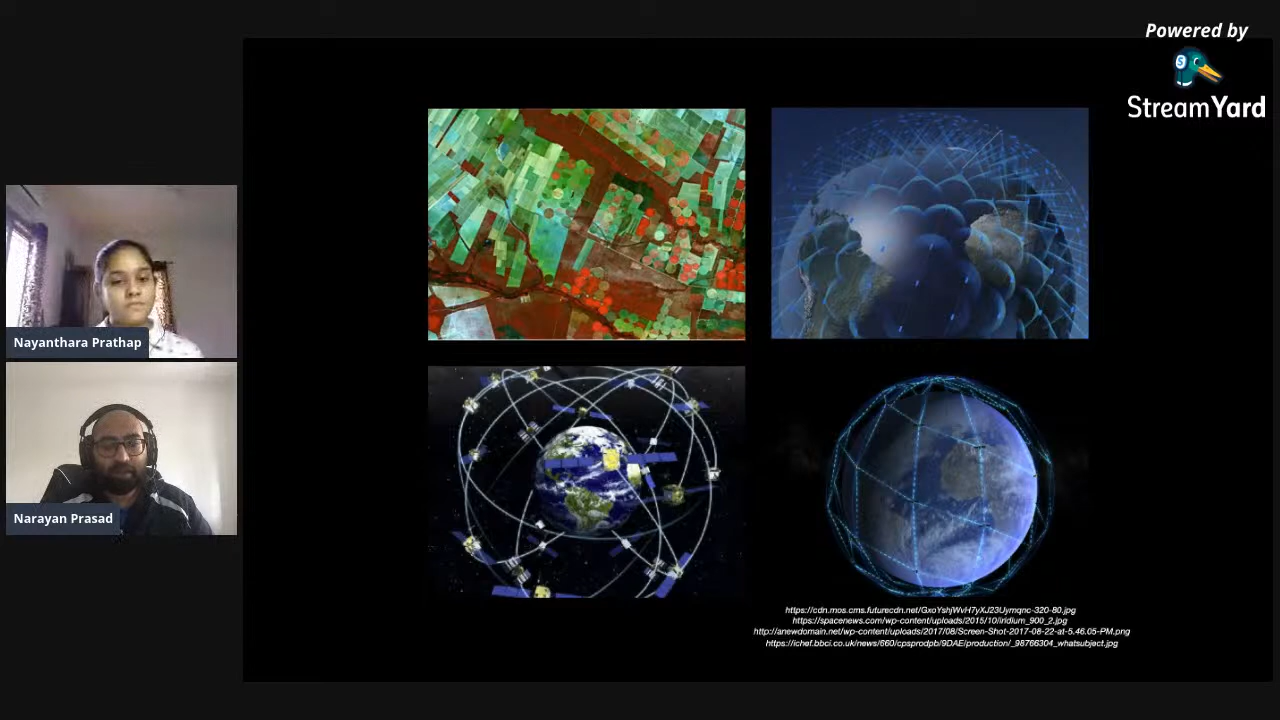 Powered by
StreamYard
Nayanthara Prathap
Narayan Prasad
https://cdn.mos.cms.futurecdn.net/GxoYshjWvH7yXJ23Uymqnc-320-80.jpg
https://spacenews.com/wp-content/uploads/2015/10/iridium_900_2.jpg
http://anewdomain.net/wp-content/uploads/2017/08/Screen-Shot-2017-08-22-at-5.46.05-PM.png
https://ichef.bbci.co.uk/news/660/cpsprodpb/9DAE/production/_98766304_whatsubject.jpg